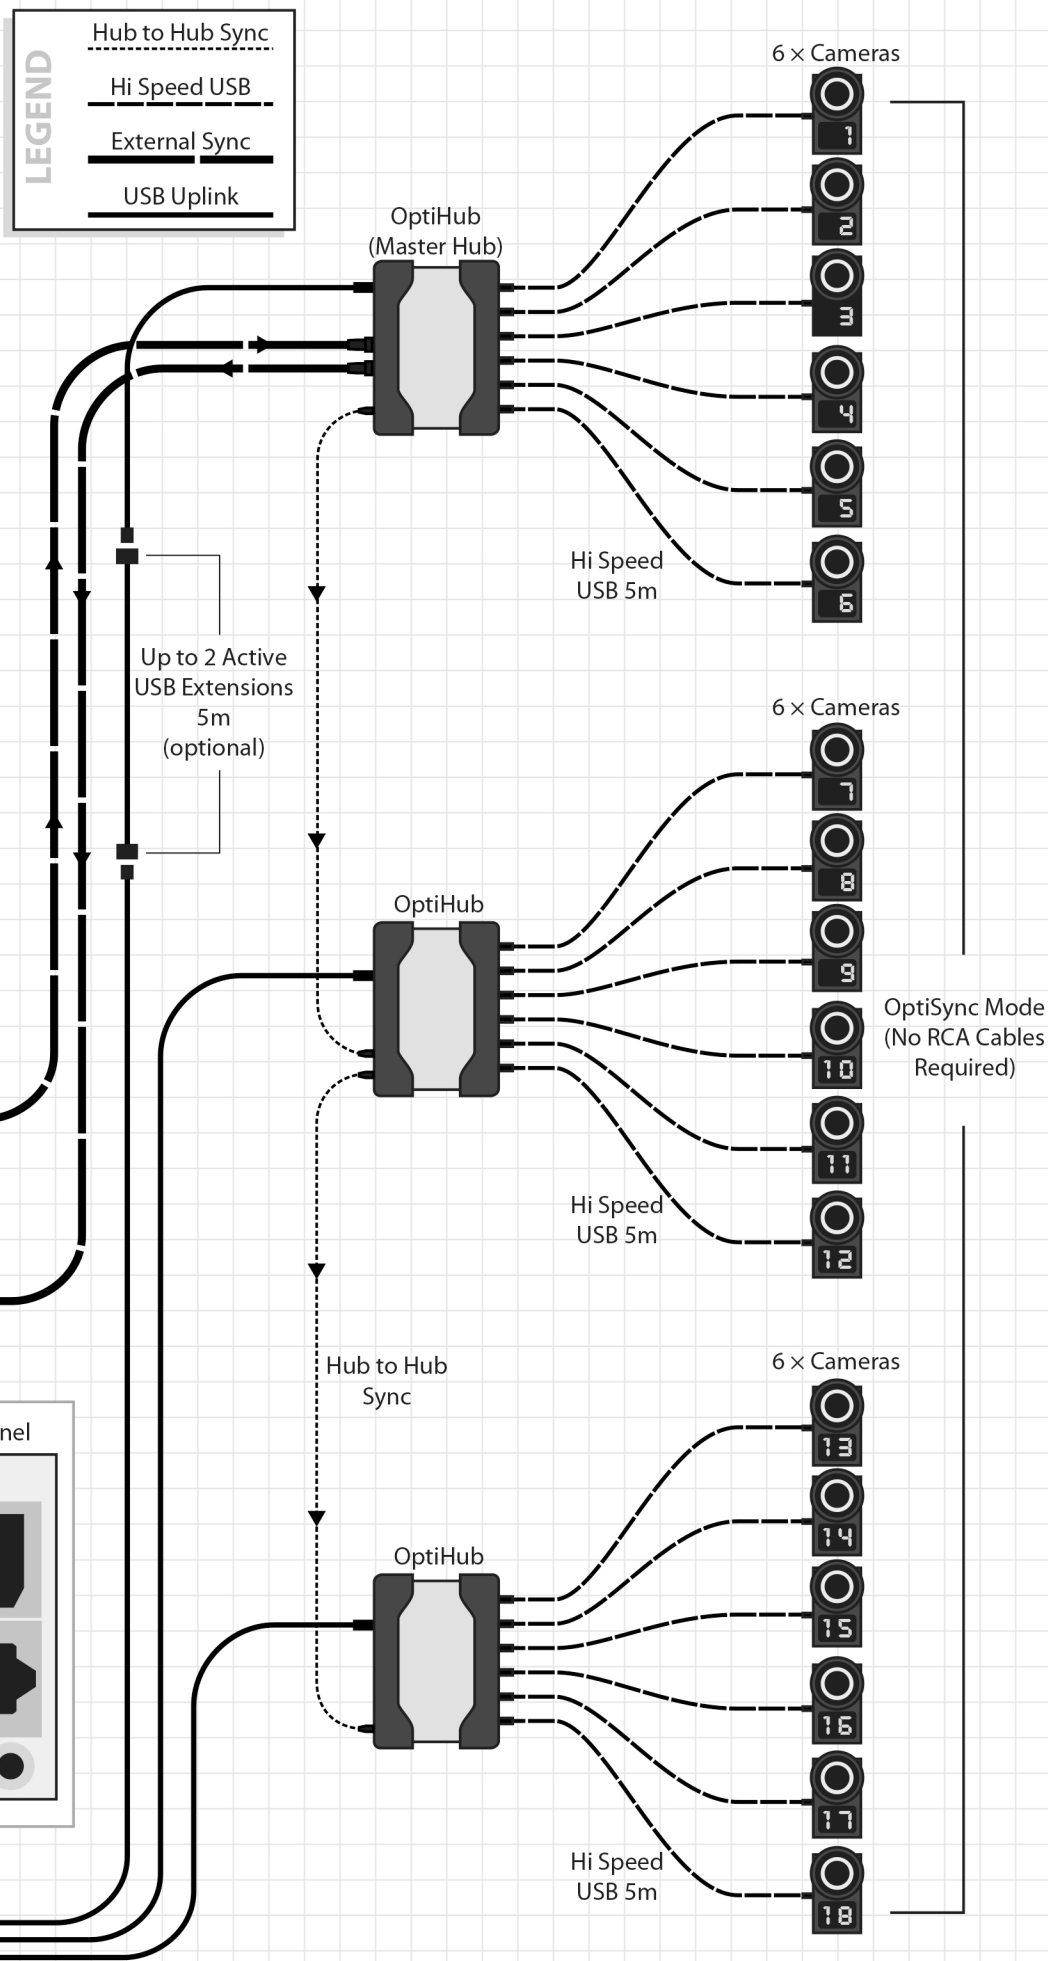 LEGEND
Hub to Hub Sync
Hi Speed USB
External Sync
USB Uplink
OptiHub
(Master Hub)
6 × Cameras
1
2
3
4
5
6
Hi Speed
USB 5m
Up to 2 Active
USB Extensions
5m
(optional)
6 × Cameras
7
8
9
10
11
12
OptiHub
OptiSync Mode
(No RCA Cables
Required)
Hi Speed
USB 5m
Hub to Hub
Sync
6 × Cameras
13
14
15
16
17
18
nel
OptiHub
Hi Speed
USB 5m